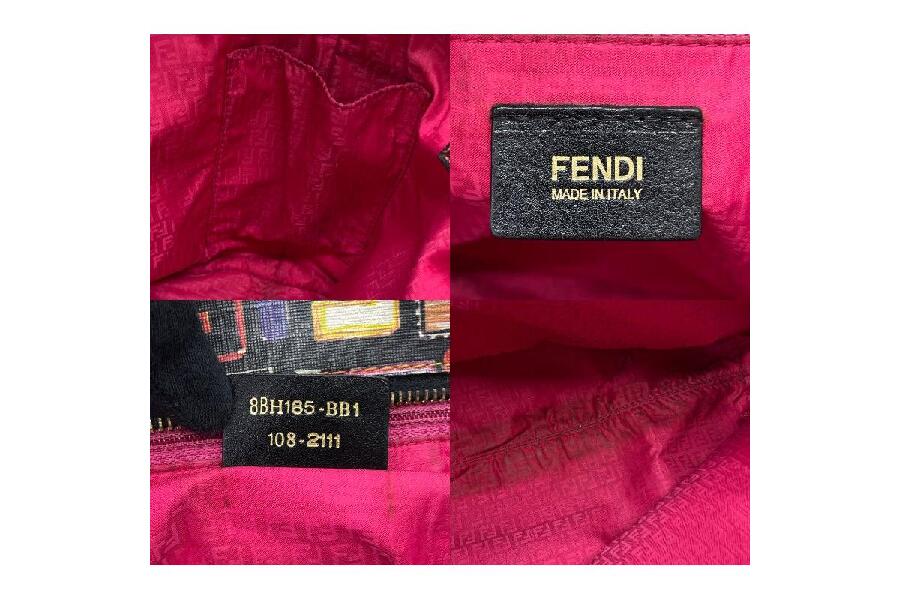 FENDI
MADE IN ITALY
8BH185-BB1
108-2111